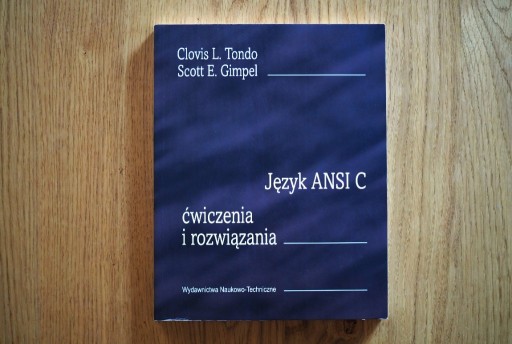 Clovis L. Tondo
Scott E. Gimpel
Język ANSI C
ćwiczenia
i rozwiązania
Wydawnictwa Naukowo-Techniczne